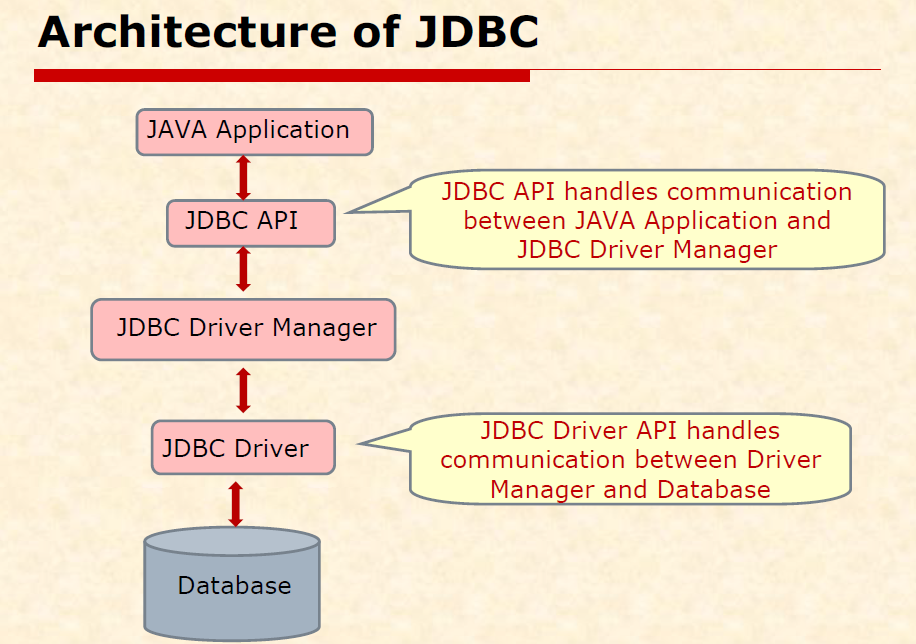 Architecture of JDBC
JAVA Application
JDBC API
JDBC API handles communication
between JAVA Application and
JDBC Driver Manager
JDBC Driver Manager
JDBC Driver
JDBC Driver API handles
communication between Driver
Manager and Database
Database